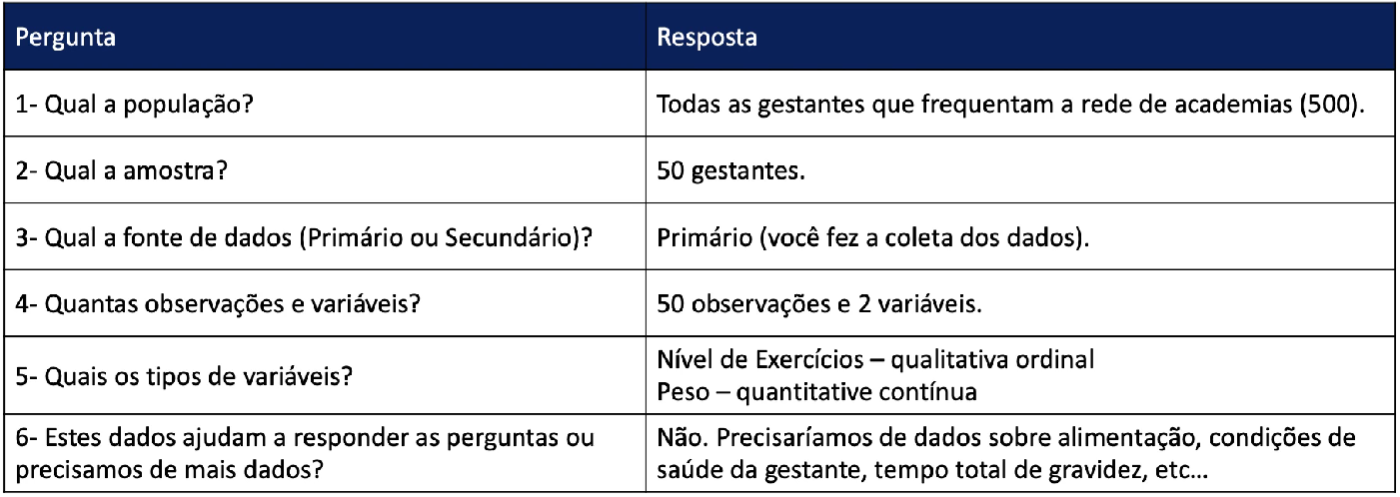 Pergunta
Resposta
1- Qual a população?
Todas as gestantes que frequentam a rede de academias (500).
2- Qual a amostra?
50 gestantes.
3- Qual a fonte de dados (Primário ou Secundário)?
Primário (você fez a coleta dos dados).
4- Quantas observações e variáveis?
50 observações e 2 variáveis.
5- Quais os tipos de variáveis?
Nível de Exercícios – qualitativa ordinal
Peso – quantitative contínua
6- Estes dados ajudam a responder as perguntas ou
precisamos de mais dados?
Não. Precisaríamos de dados sobre alimentação, condições de
saúde da gestante, tempo total de gravidez, etc...